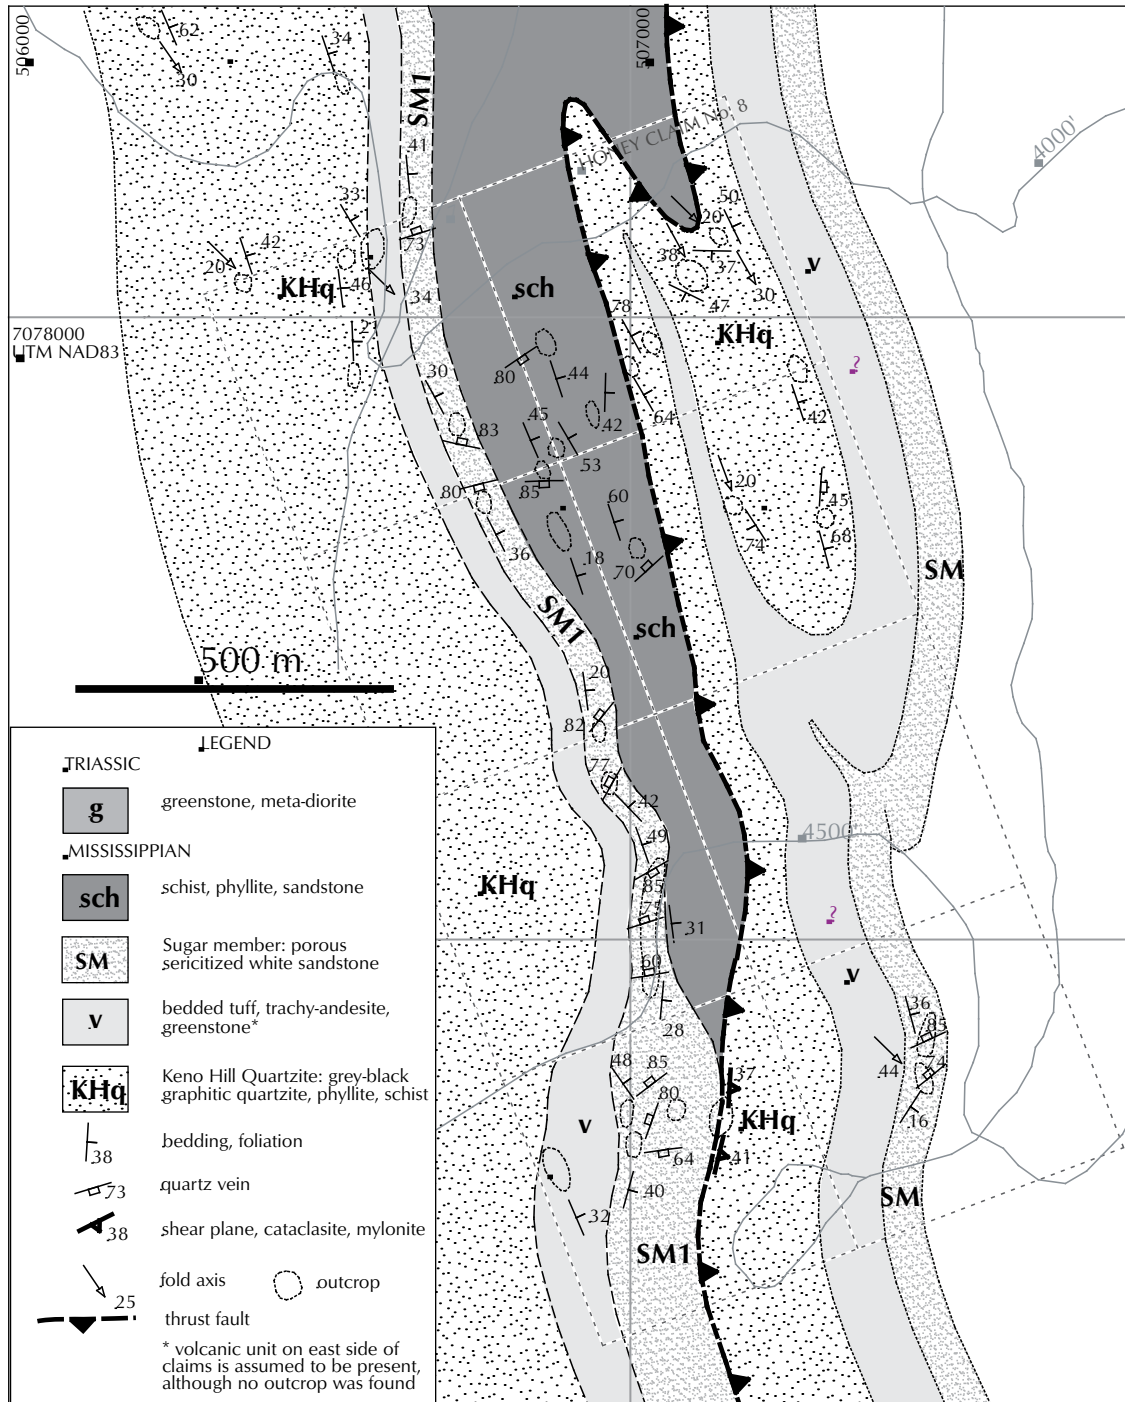 506000
507000
62
30
34
SM1
HONEY CLAIM No. 8
4000'
41
33
50
20
73
42
38
37
v
20
KHq
46
34
sch
30
47
78
KHq
7078000
UTM NAD83
21
?
30
80
44
64
42
45
42
83
53
80
85
20
45
60
36
74
68
18
70
SM
SM1
sch
500 m
20
82
77
42
4500'
49
KHq
85
75
31
?
60
v
36
28
85
48
85
37
44
74
80
v
KHq
16
64
41
40
SM
32
SM1
LEGEND
TRIASSIC
g greenstone, meta-diorite
MISSISSIPPIAN
sch schist, phyllite, sandstone
SM Sugar member: porous
sericitized white sandstone
v bedded tuff, trachy-andesite,
greenstone*
KHq Keno Hill Quartzite: grey-black
graphitic quartzite, phyllite, schist
38 bedding, foliation
73 quartz vein
38 shear plane, cataclasite, mylonite
25 fold axis outcrop
thrust fault
* volcanic unit on east side of
claims is assumed to be present,
although no outcrop was found